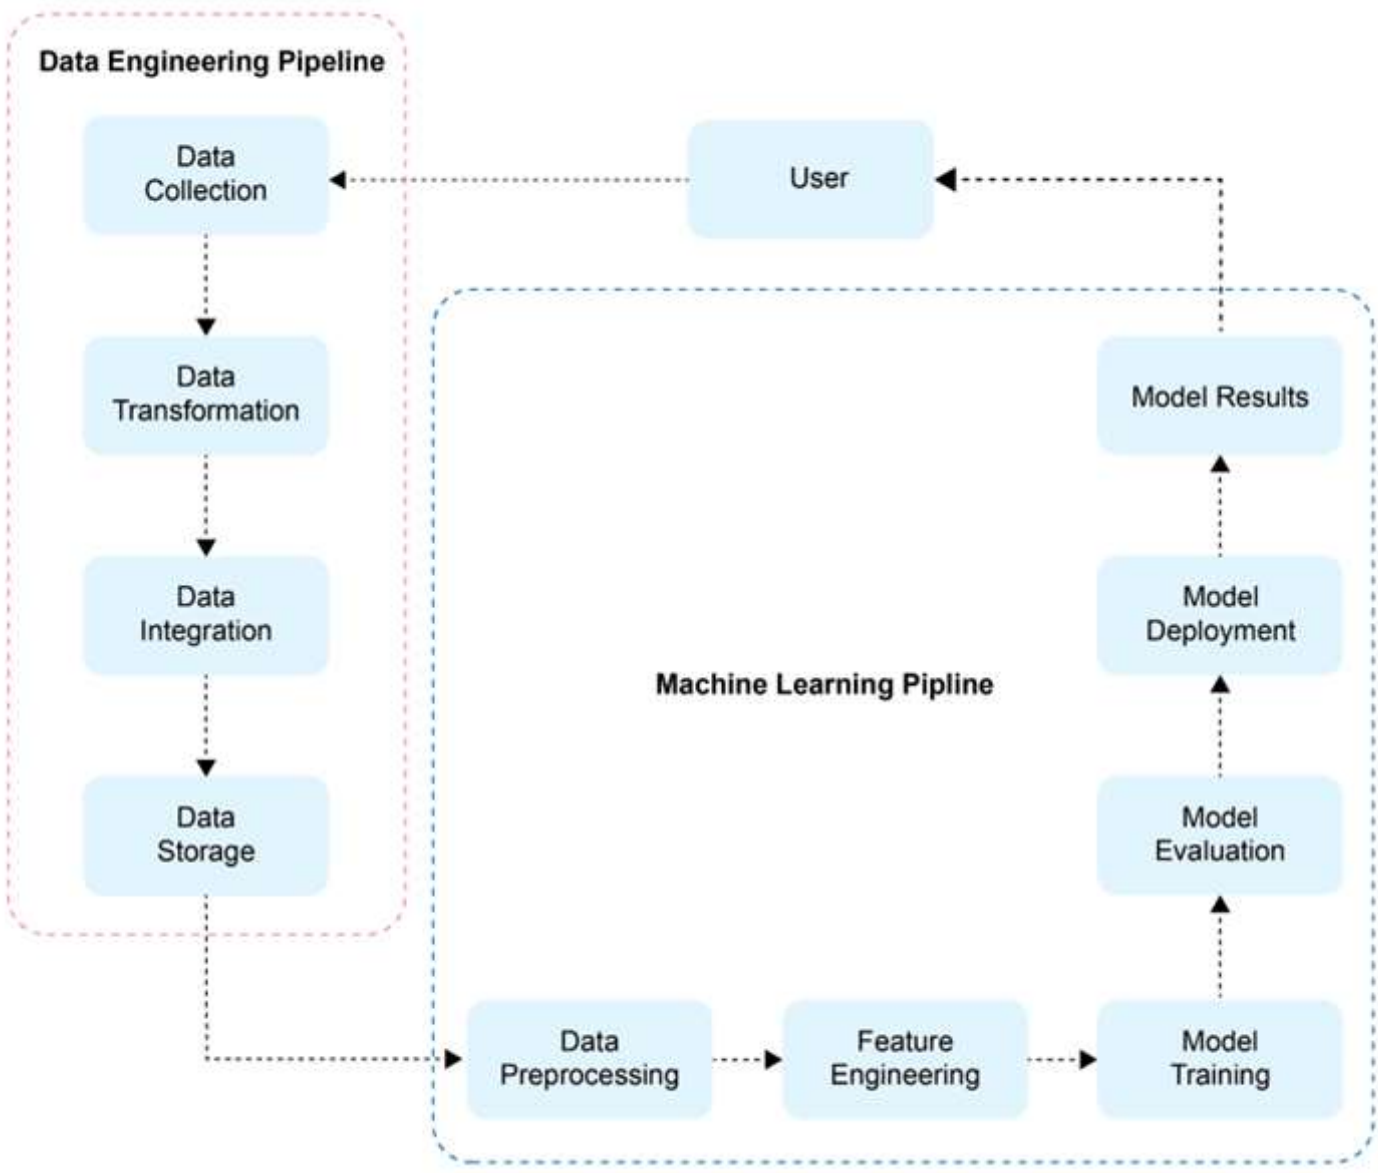 Data Engineering Pipeline
Data
Collection
User
Data
Transformation
Model Results
Data
Integration
Model
Deployment
Machine Learning Pipline
Data
Storage
Model
Evaluation
Data
Preprocessing
Feature
Engineering
Model
Training